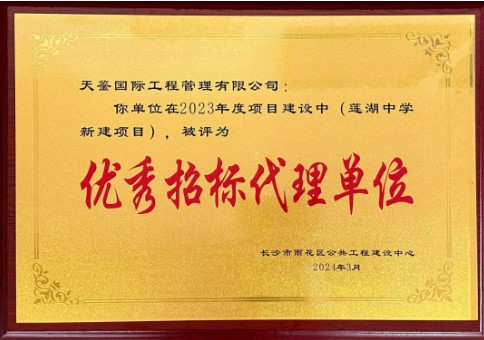 天鉴国际工程管理有限公司：
你单位在2023年度项目建设中（莲湖中学
新建项目），被评为
优秀招标代理单位
长沙市雨花区公共工程建设中心
2024年3月